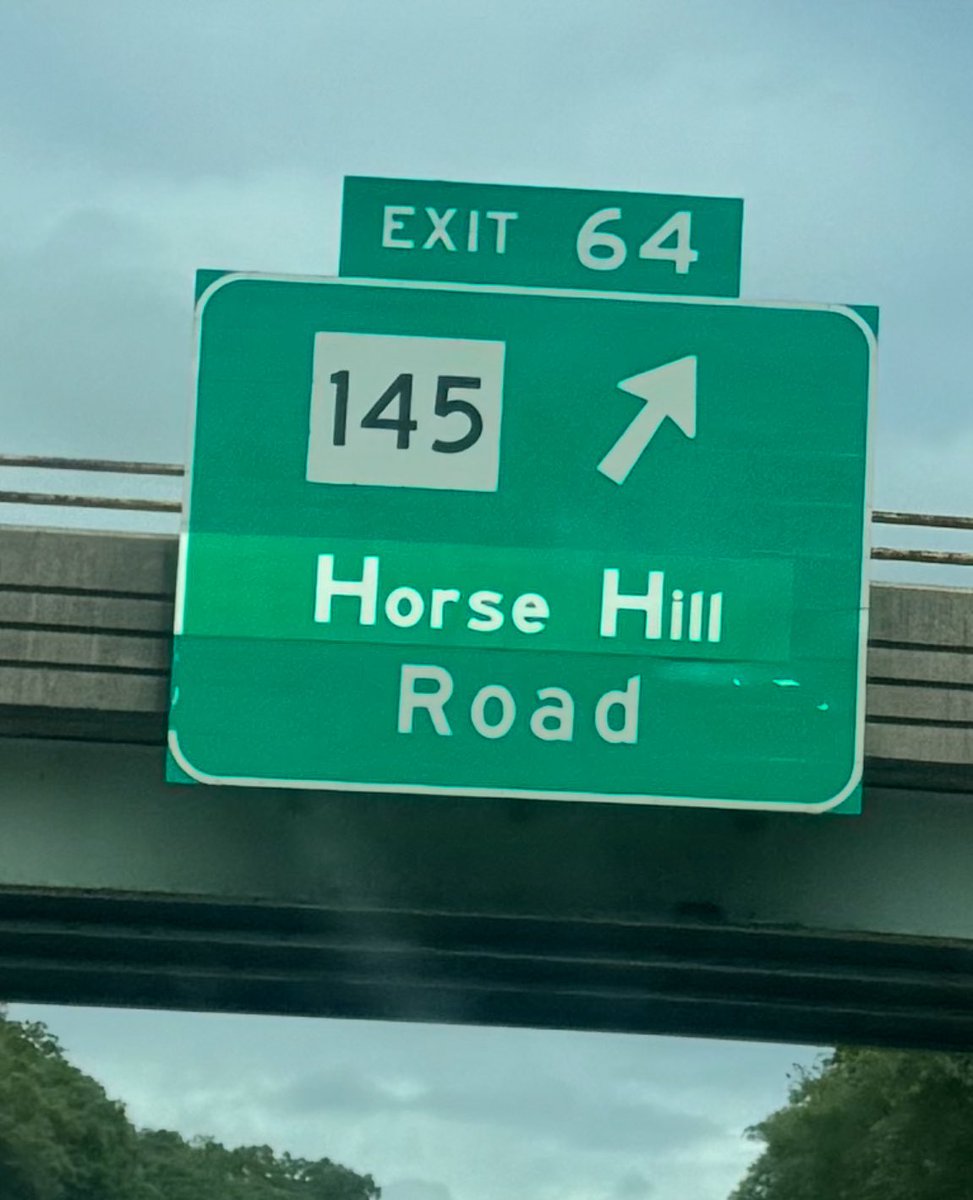 EXIT 64
145
Horse Hill
Road